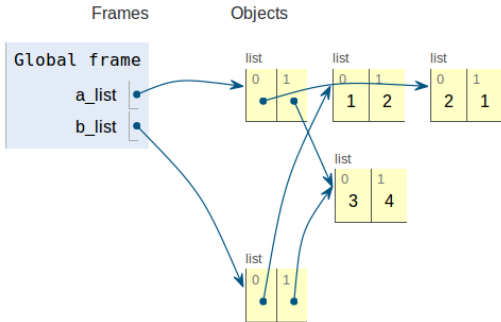 Frames Objects
Global frame
a_list
b_list
list list list
0 1 0 1 0 1
1 2 2 1
list
0 1
3 4
list
0 1